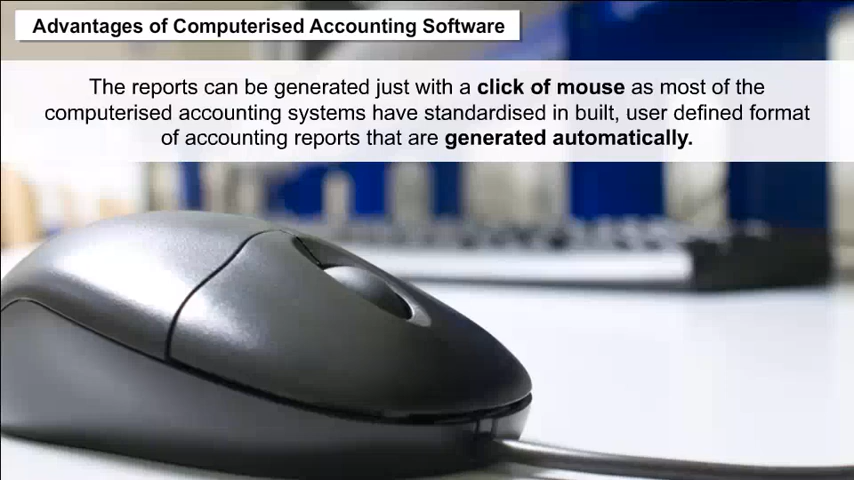 Advantages of Computerised Accounting Software
The reports can be generated just with a click of mouse as most of the
computerised accounting systems have standardised in built, user defined format
of accounting reports that are generated automatically.